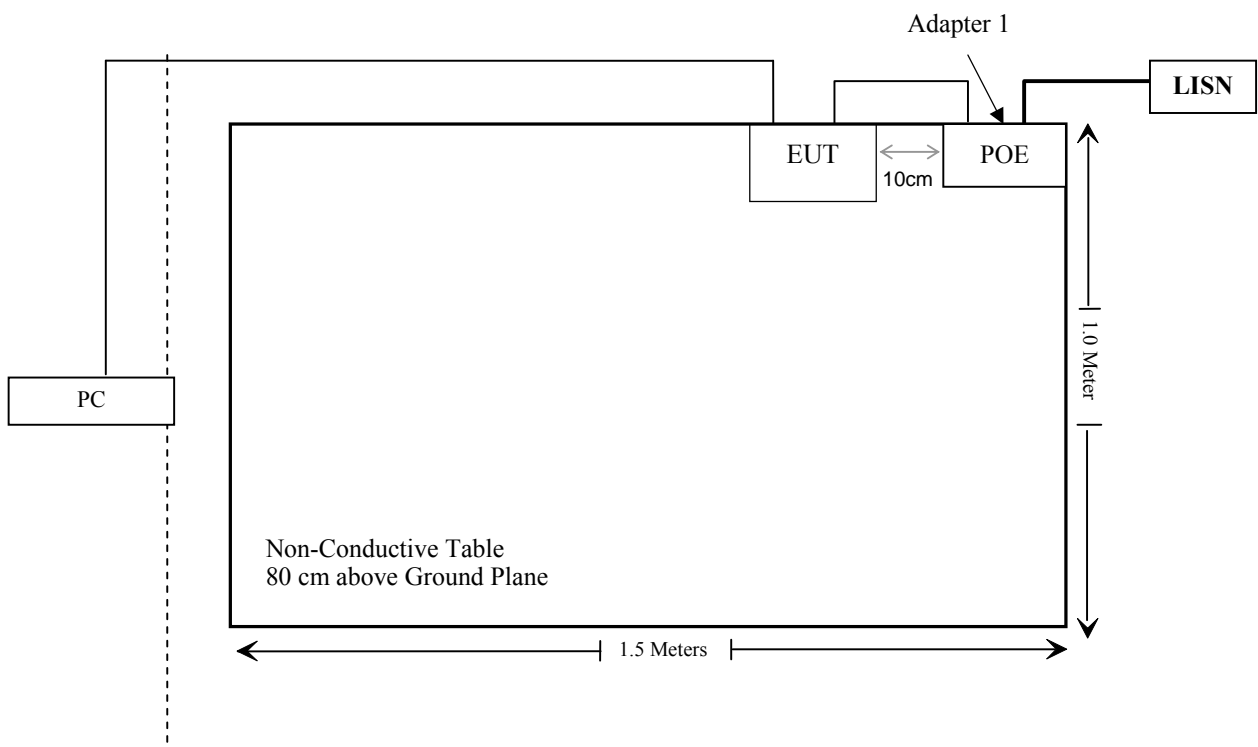 Adapter 1
LISN
EUT
POE
10cm
1.0 Meter
PC
Non-Conductive Table
80 cm above Ground Plane
1.5 Meters